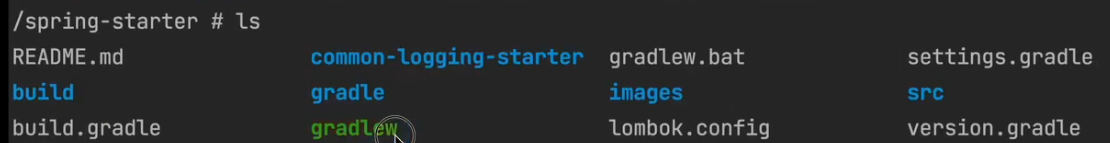 /spring-starter # ls
README.md common-logging-starter gradlew.bat settings.gradle
build gradle images src
build.gradle gradlew lombok.config version.gradle